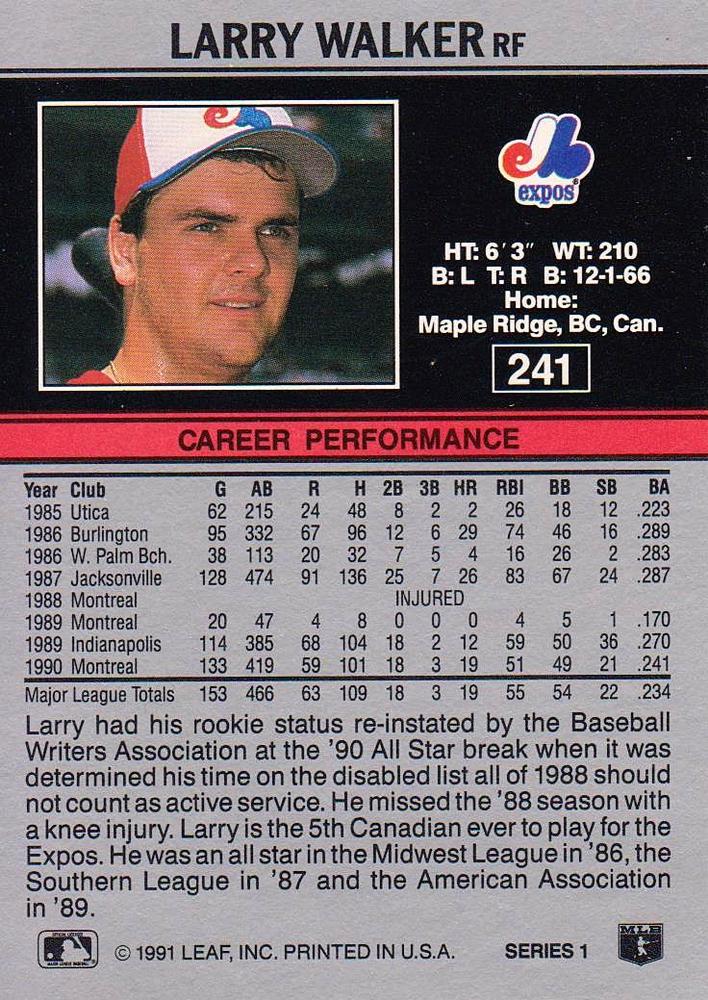 LARRY WALKER RF
expos
HT: 6'3" WT: 210
B: L T: R B: 12-1-66
Home:
Maple Ridge, BC, Can.
241
CAREER PERFORMANCE
Year Club G AB R H 2B 3B HR RBI BB SB BA
1985 Utica 62 215 24 48 8 2 2 26 18 12 .223
1986 Burlington 95 332 67 96 12 6 29 74 46 16 .289
1986 W. Palm Bch. 38 113 20 32 7 5 4 16 26 2 .283
1987 Jacksonville 128 474 91 136 25 7 26 83 67 24 .287
1988 Montreal INJURED
1989 Montreal 20 47 4 8 0 0 0 4 5 1 .170
1989 Indianapolis 114 385 68 104 18 2 12 59 50 36 .270
1990 Montreal 133 419 59 101 18 3 19 51 49 21 .241
Major League Totals 153 466 63 109 18 3 19 55 54 22 .234
Larry had his rookie status re-instated by the Baseball
Writers Association at the '90 All Star break when it was
determined his time on the disabled list all of 1988 should
not count as active service. He missed the '88 season with
a knee injury. Larry is the 5th Canadian ever to play for the
Expos. He was an all star in the Midwest League in '86, the
Southern League in '87 and the American Association
in '89.
© 1991 LEAF, INC. PRINTED IN U.S.A. SERIES 1
MLB